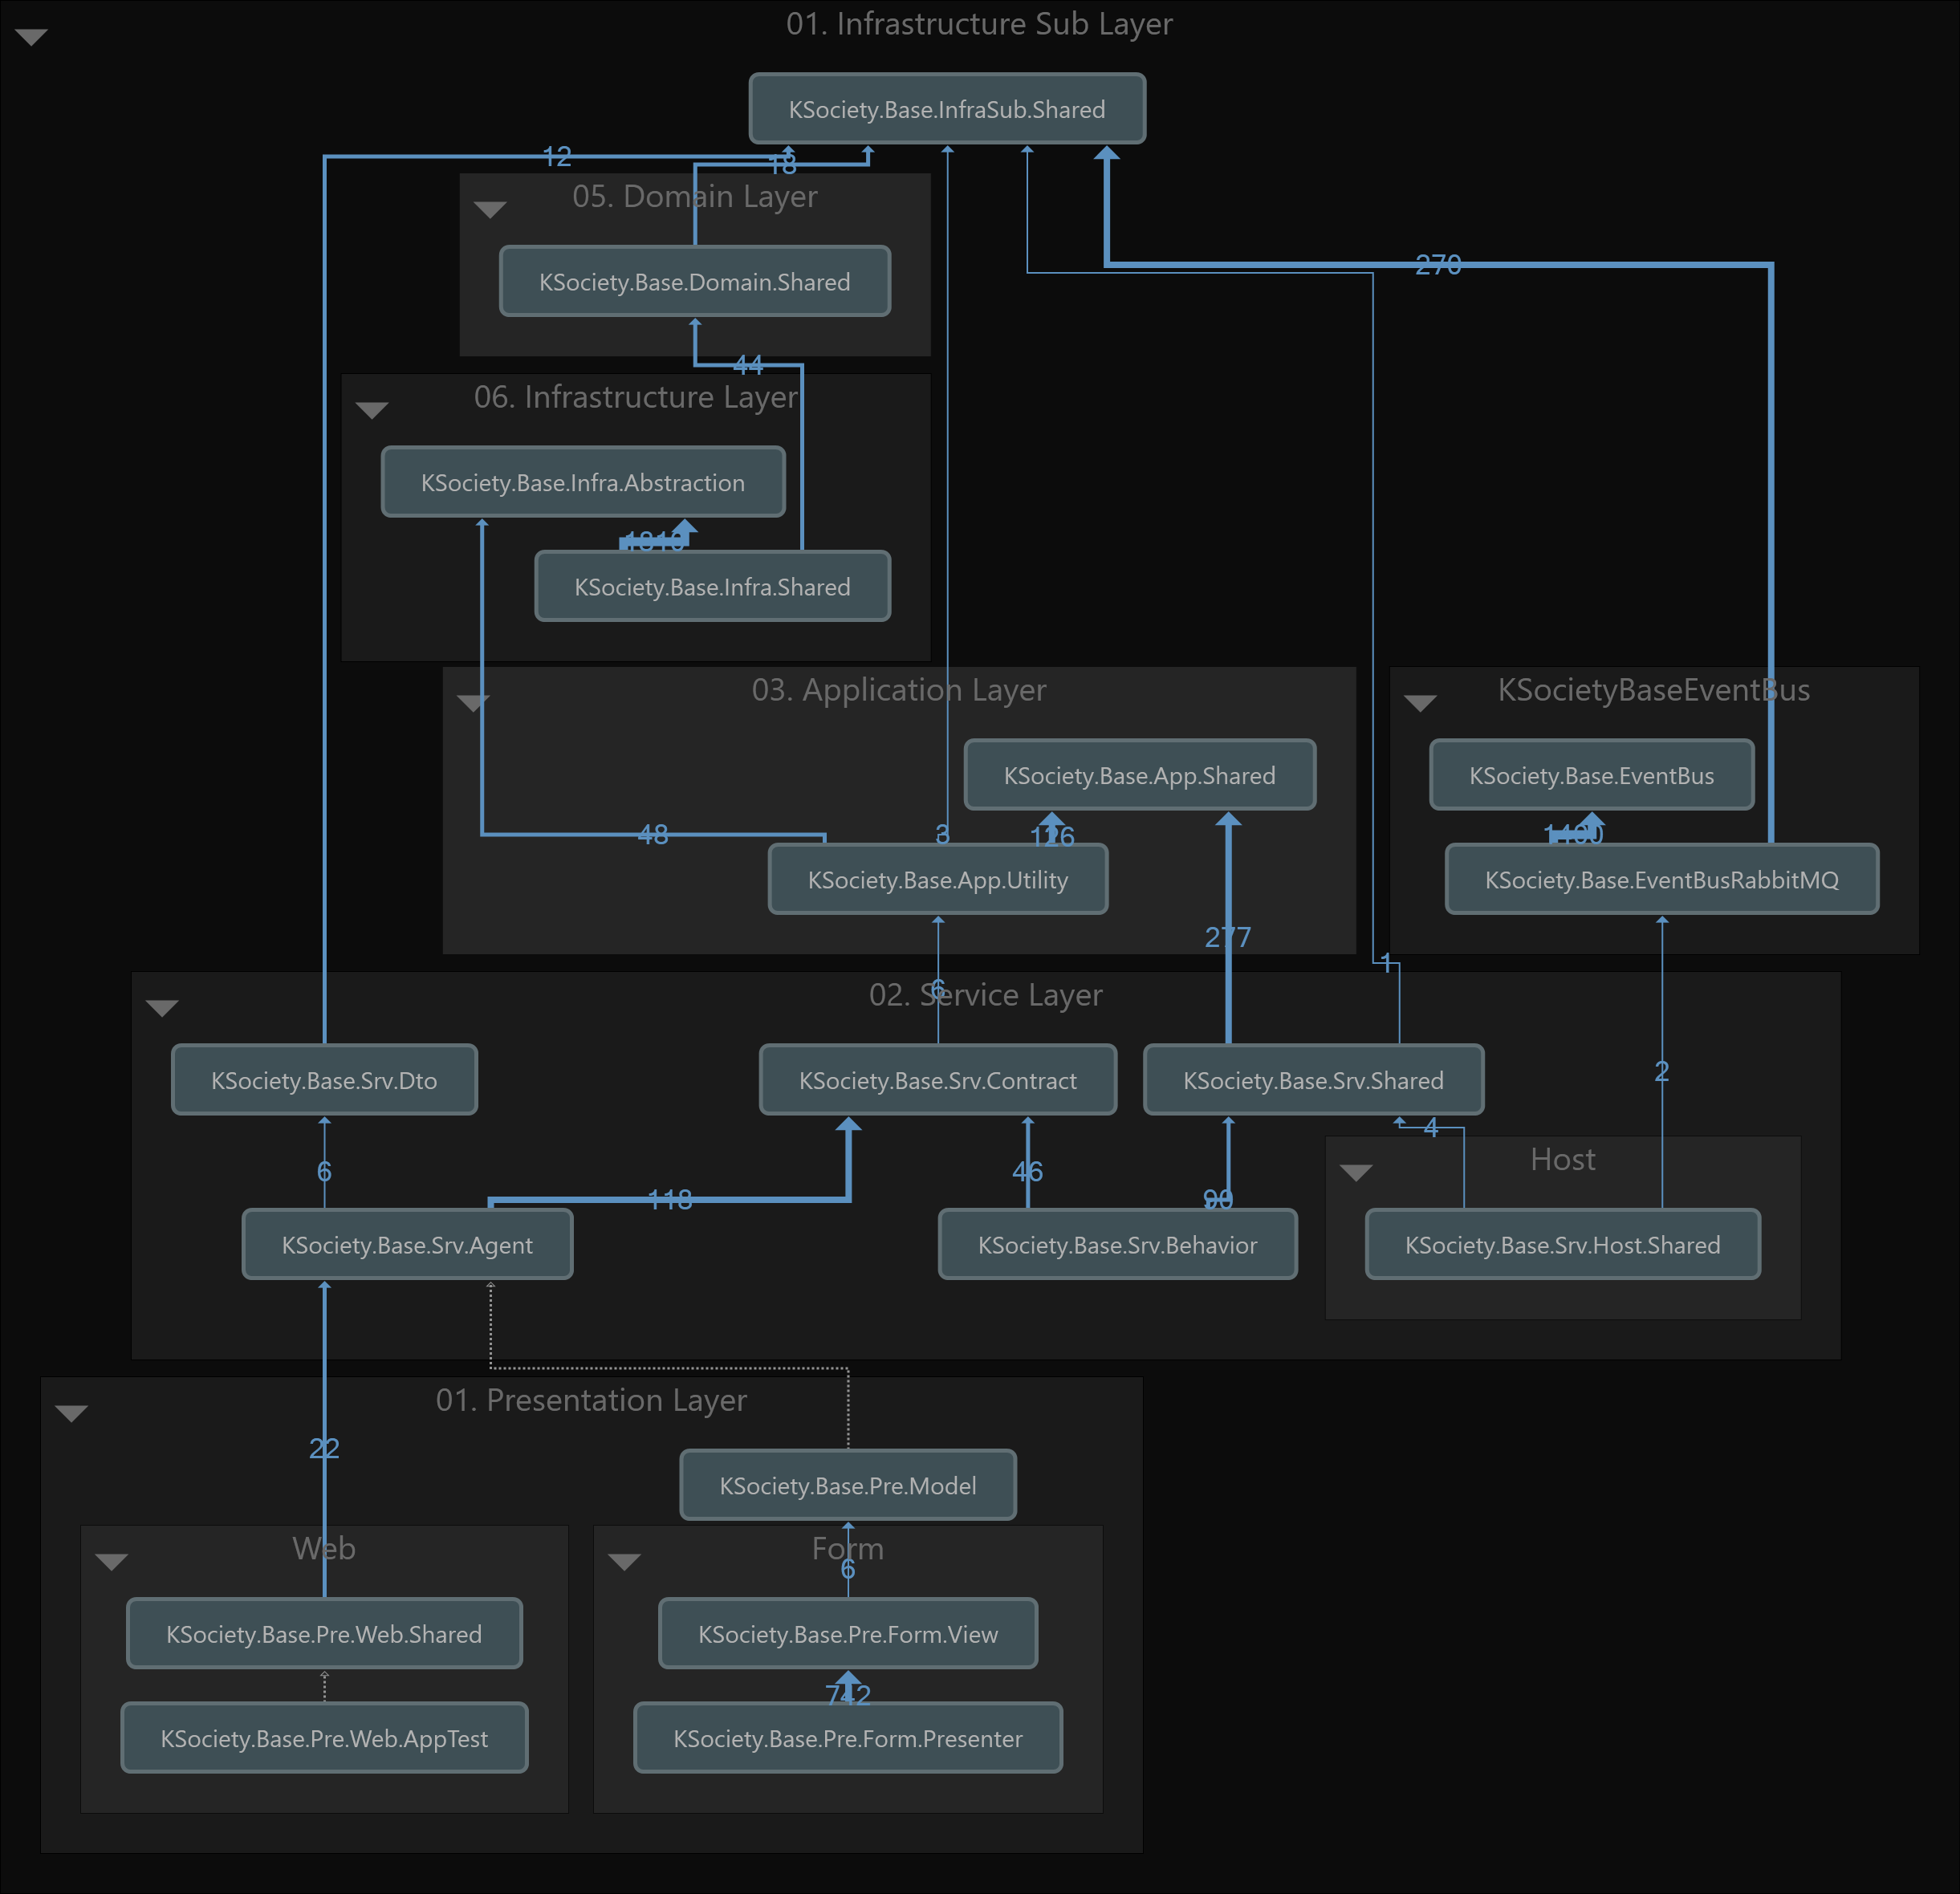 01. Infrastructure Sub Layer
KSociety.Base.InfraSub.Shared
12
18
05. Domain Layer
270
KSociety.Base.Domain.Shared
44
06. Infrastructure Layer
KSociety.Base.Infra.Abstraction
KSociety.Base.Infra.Shared
03. Application Layer
KSocietyBaseEventBus
KSociety.Base.App.Shared
KSociety.Base.EventBus
48
3
126
KSociety.Base.App.Utility
KSociety.Base.EventBusRabbitMQ
277
1
6
02. Service Layer
2
KSociety.Base.Srv.Dto
KSociety.Base.Srv.Contract
KSociety.Base.Srv.Shared
4
6
46
Host
118
90
KSociety.Base.Srv.Agent
KSociety.Base.Srv.Behavior
KSociety.Base.Srv.Host.Shared
01. Presentation Layer
22
KSociety.Base.Pre.Model
Web
Form
6
KSociety.Base.Pre.Web.Shared
KSociety.Base.Pre.Form.View
742
KSociety.Base.Pre.Web.AppTest
KSociety.Base.Pre.Form.Presenter